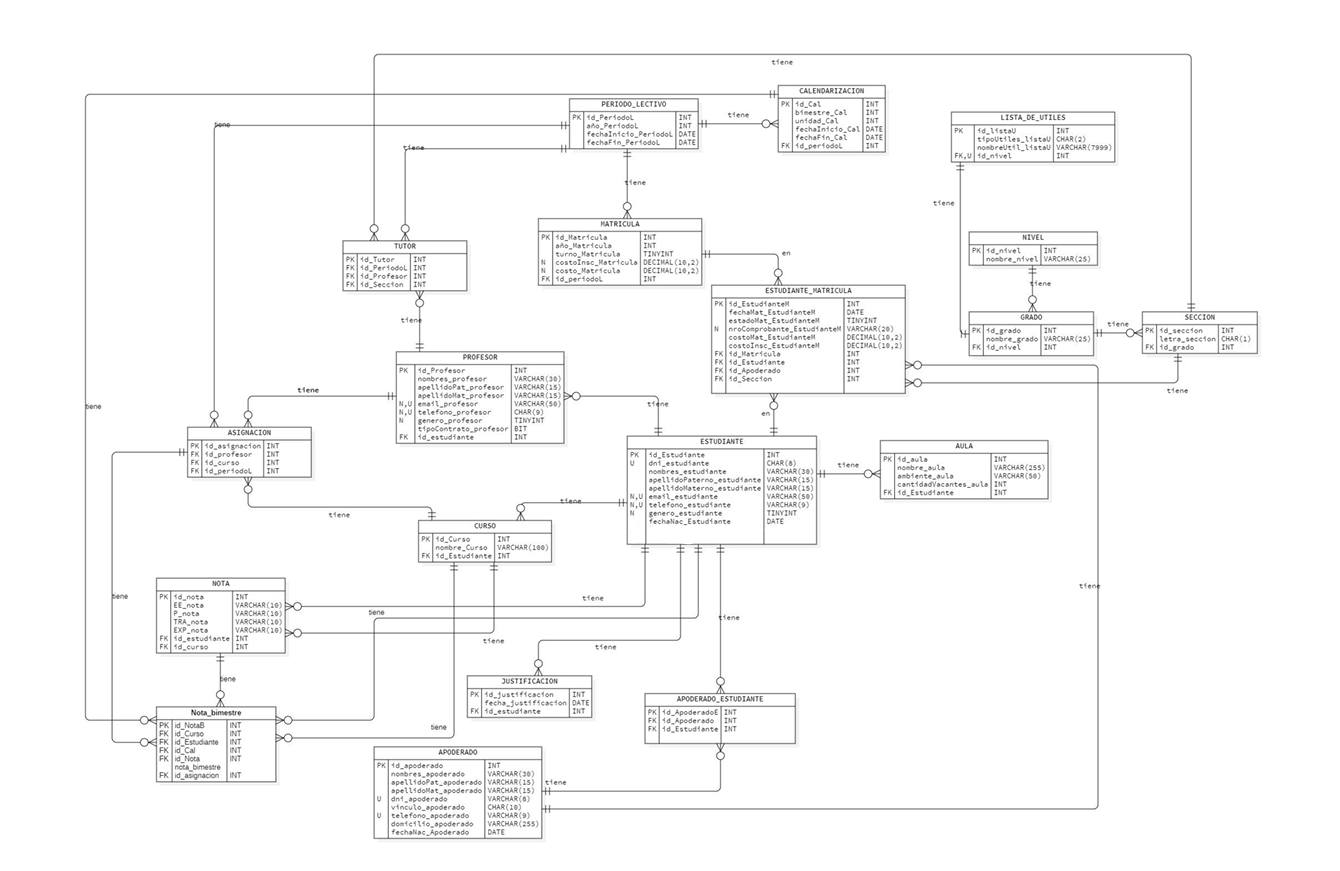 tiene
CALENDARIZACION
PK id_Cal INT
bimestre_Cal INT
unidad_Cal INT
fechaInicio_Cal DATE
fechaFin_Cal DATE
FK id_periodoL INT
PERIODO_LECTIVO
PK id_PeriodoL INT
año_PeriodoL INT
fechaInicio_PeriodoL DATE
fechaFin_PeriodoL DATE
tiene
LISTA_DE_UTILES
PK id_listaU INT
tipoUtiles_listaU CHAR(2)
nombreUtil_listaU VARCHAR(7999)
FK,U id_nivel INT
tiene
tiene
tiene
tiene
MATRICULA
PK id_Matricula INT
año_Matricula INT
turno_Matricula TINYINT
N costoInsc_Matricula DECIMAL(10,2)
N costo_Matricula DECIMAL(10,2)
FK id_periodoL INT
NIVEL
PK id_nivel INT
nombre_nivel VARCHAR(25)
TUTOR
PK id_Tutor INT
FK id_PeriodoL INT
FK id_Profesor INT
FK id_Seccion INT
en
tiene
ESTUDIANTE_MATRICULA
PK id_EstudianteM INT
fechaMat_EstudianteM DATE
estadoMat_EstudianteM TINYINT
N nroComprobante_EstudianteM VARCHAR(20)
costoMat_EstudianteM DECIMAL(10,2)
costoInsc_EstudianteM DECIMAL(10,2)
FK id_Matricula INT
FK id_Estudiante INT
FK id_Apoderado INT
FK id_Seccion INT
GRADO
PK id_grado INT
nombre_grado VARCHAR(25)
FK id_nivel INT
tiene
SECCION
PK id_seccion INT
letra_seccion CHAR(1)
FK id_grado INT
tiene
PROFESOR
PK id_Profesor INT
nombres_profesor VARCHAR(30)
apellidoPat_profesor VARCHAR(15)
apellidoMat_profesor VARCHAR(15)
N,U email_profesor VARCHAR(50)
N,U telefono_profesor CHAR(9)
N genero_profesor TINYINT
tipoContrato_profesor BIT
FK id_estudiante INT
tiene
tiene
tiene
tiene
en
ASIGNACION
PK id_asignacion INT
FK id_profesor INT
FK id_curso INT
FK id_periodoL INT
ESTUDIANTE
PK id_Estudiante INT
U dni_estudiante CHAR(8)
nombres_estudiante VARCHAR(30)
apellidoPaterno_estudiante VARCHAR(15)
apellidoMaterno_estudiante VARCHAR(15)
N,U email_estudiante VARCHAR(50)
N,U telefono_estudiante VARCHAR(9)
N genero_estudiante TINYINT
fechaNac_Estudiante DATE
tiene
AULA
PK id_aula INT
nombre_aula VARCHAR(255)
ambiente_aula VARCHAR(50)
cantidadVacantes_aula INT
FK id_Estudiante INT
tiene
tiene
CURSO
PK id_Curso INT
nombre_Curso VARCHAR(100)
FK id_Estudiante INT
NOTA
PK id_nota INT
EE_nota VARCHAR(10)
P_nota VARCHAR(10)
TRA_nota VARCHAR(10)
EXP_nota VARCHAR(10)
FK id_estudiante INT
FK id_curso INT
tiene
tiene
tiene
tiene
tiene
tiene
tiene
tiene
JUSTIFICACION
PK id_justificacion INT
fecha_justificacion DATE
FK id_estudiante INT
APODERADO_ESTUDIANTE
PK id_ApoderadoE INT
FK id_Apoderado INT
FK id_Estudiante INT
Nota_bimestre
PK id_NotaB INT
FK id_Curso INT
FK id_Estudiante INT
FK id_Cal INT
FK id_Nota INT
nota_bimestre
FK id_asignacion INT
tiene
APODERADO
PK id_apoderado INT
nombres_apoderado VARCHAR(30)
apellidoPat_apoderado VARCHAR(15)
apellidoMat_apoderado VARCHAR(15)
U dni_apoderado VARCHAR(8)
vinculo_apoderado CHAR(10)
U telefono_apoderado VARCHAR(9)
domicilio_apoderado VARCHAR(255)
fechaNac_Apoderado DATE
tiene